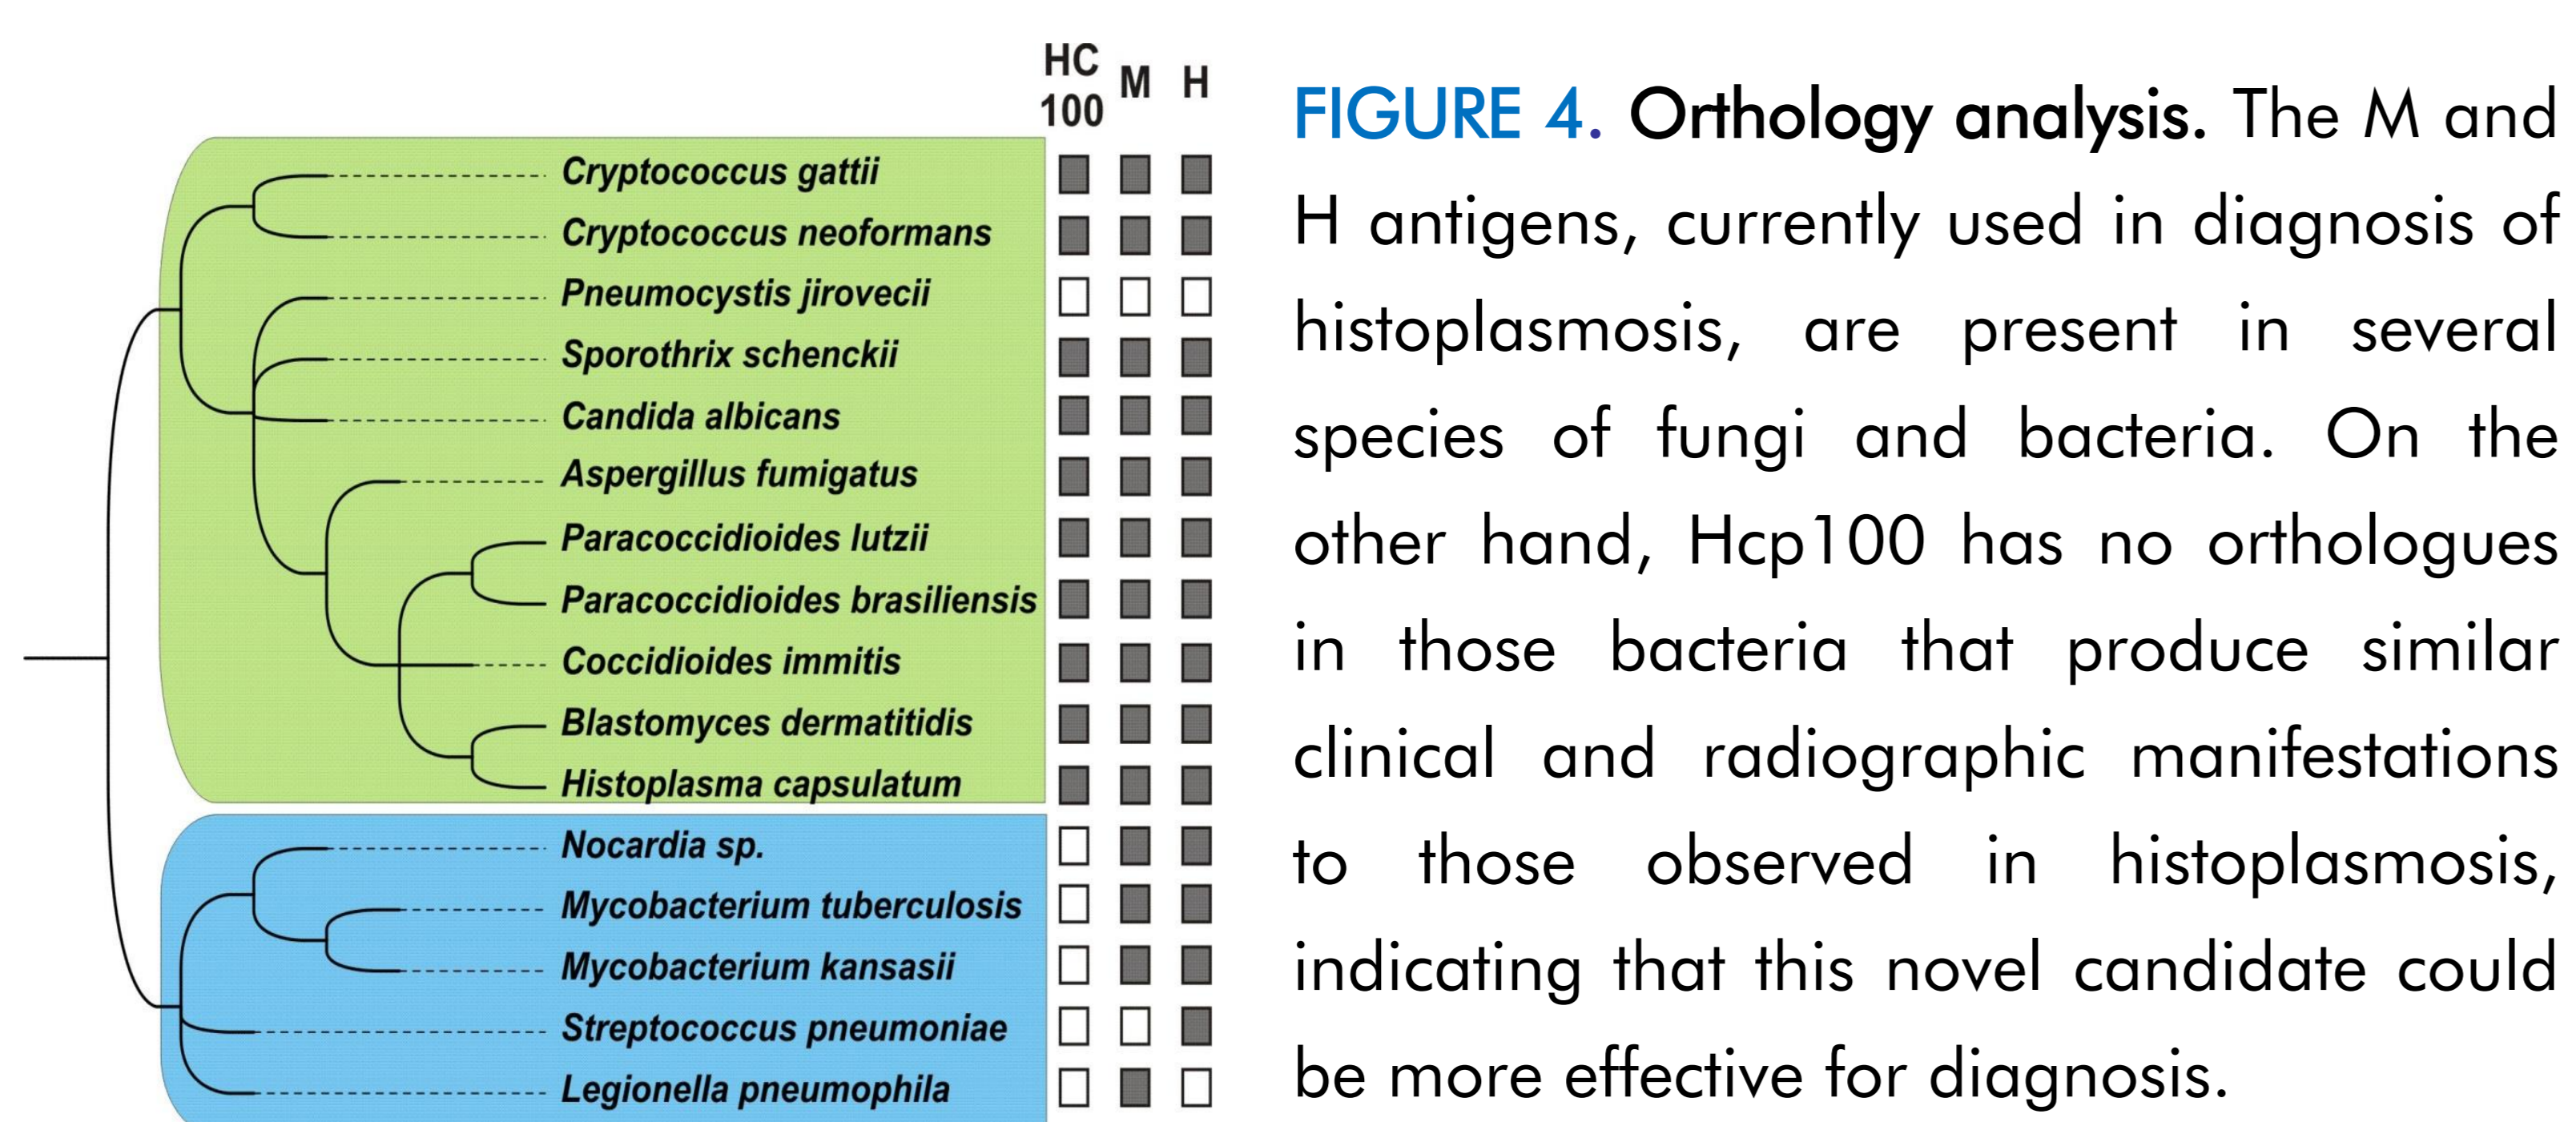 HC
100 M H
Cryptococcus gattii
Cryptococcus neoformans
Pneumocystis jirovecii
Sporothrix schenckii
Candida albicans
Aspergillus fumigatus
Paracoccidioides lutzii
Paracoccidioides brasiliensis
Coccidioides immitis
Blastomyces dermatitidis
Histoplasma capsulatum
Nocardia sp.
Mycobacterium tuberculosis
Mycobacterium kansasii
Streptococcus pneumoniae
Legionella pneumophila
FIGURE 4. Orthology analysis. The M and
H antigens, currently used in diagnosis of
histoplasmosis, are present in several
species of fungi and bacteria. On the
other hand, Hcp100 has no orthologues
in those bacteria that produce similar
clinical and radiographic manifestations
to those observed in histoplasmosis,
indicating that this novel candidate could
be more effective for diagnosis.